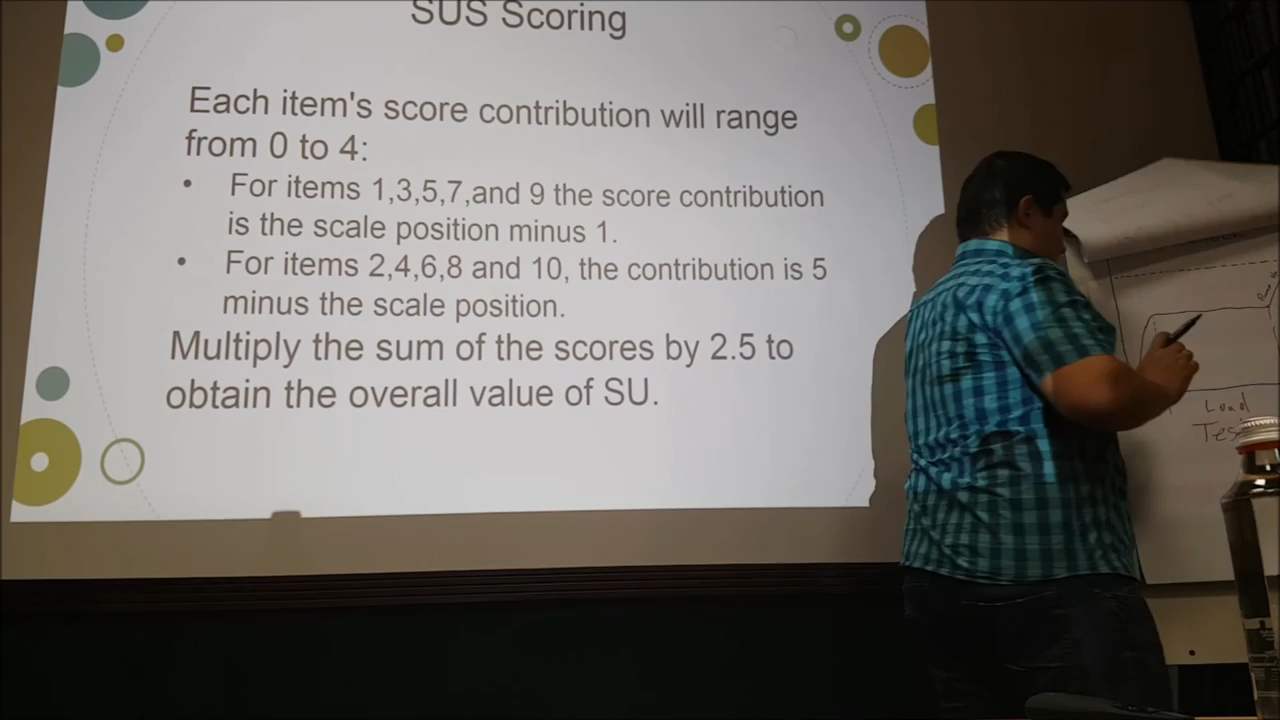 SUS Scoring
Each item's score contribution will range
from 0 to 4:
• For items 1,3,5,7,and 9 the score contribution
is the scale position minus 1.
• For items 2,4,6,8 and 10, the contribution is 5
minus the scale position.
Multiply the sum of the scores by 2.5 to
obtain the overall value of SU.
Load